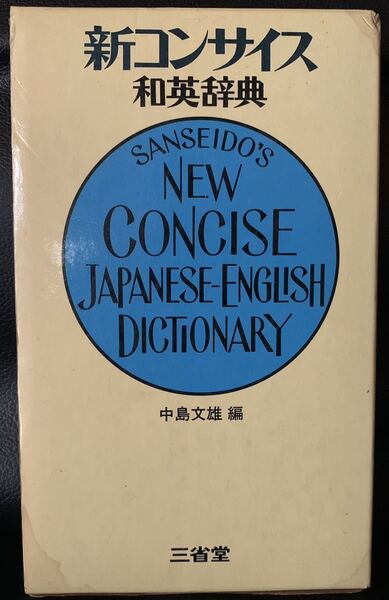 新コンサイス
和英辞典
SANSEIDO'S
NEW
CONCISE
JAPANESE-ENGLISH
DICTIONARY
中島文雄 編
三省堂